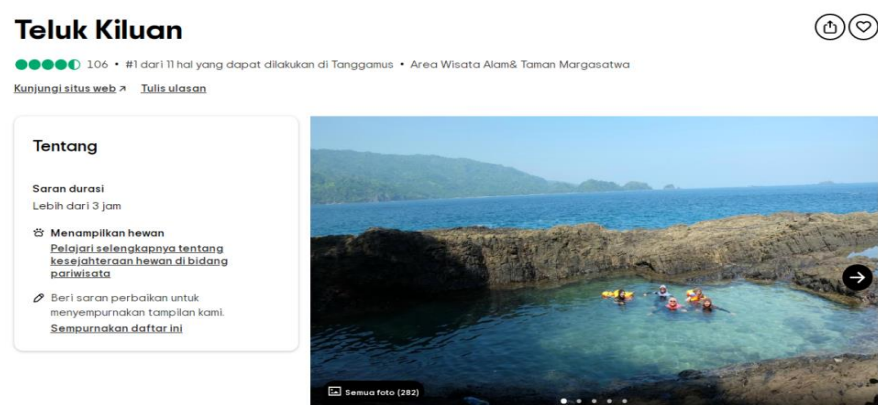 Teluk Kiluan
106 • #1 dari 11 hal yang dapat dilakukan di Tanggamus • Area Wisata Alam& Taman Margasatwa
Kunjungi situs web Tulis ulasan
Tentang
Saran durasi
Lebih dari 3 jam
Menampilkan hewan
Pelajari selengkapnya tentang
kesejahteraan hewan di bidang
pariwisata
Beri saran perbaikan untuk
menyempurnakan tampilan kami.
Sempurnakan daftar ini
Semua foto (282)